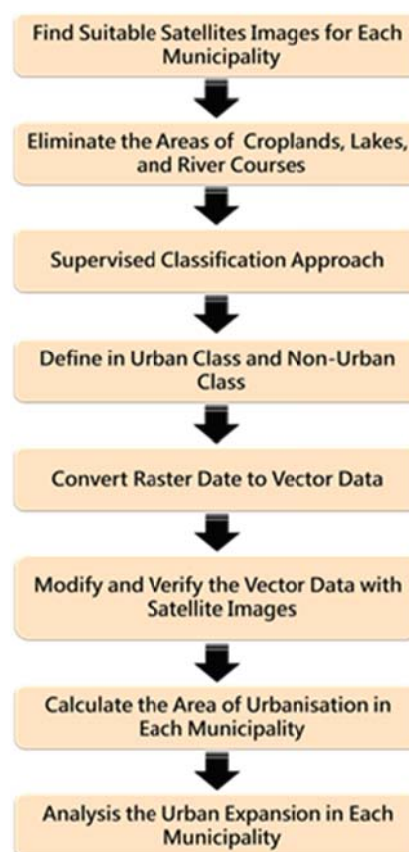 Find Suitable Satellites Images for Each
Municipality
Eliminate the Areas of Croplands, Lakes,
and River Courses
Supervised Classification Approach
Define in Urban Class and Non-Urban
Class
Convert Raster Date to Vector Data
Modify and Verify the Vector Data with
Satellite Images
Calculate the Area of Urbanisation in
Each Municipality
Analysis the Urban Expansion in Each
Municipality